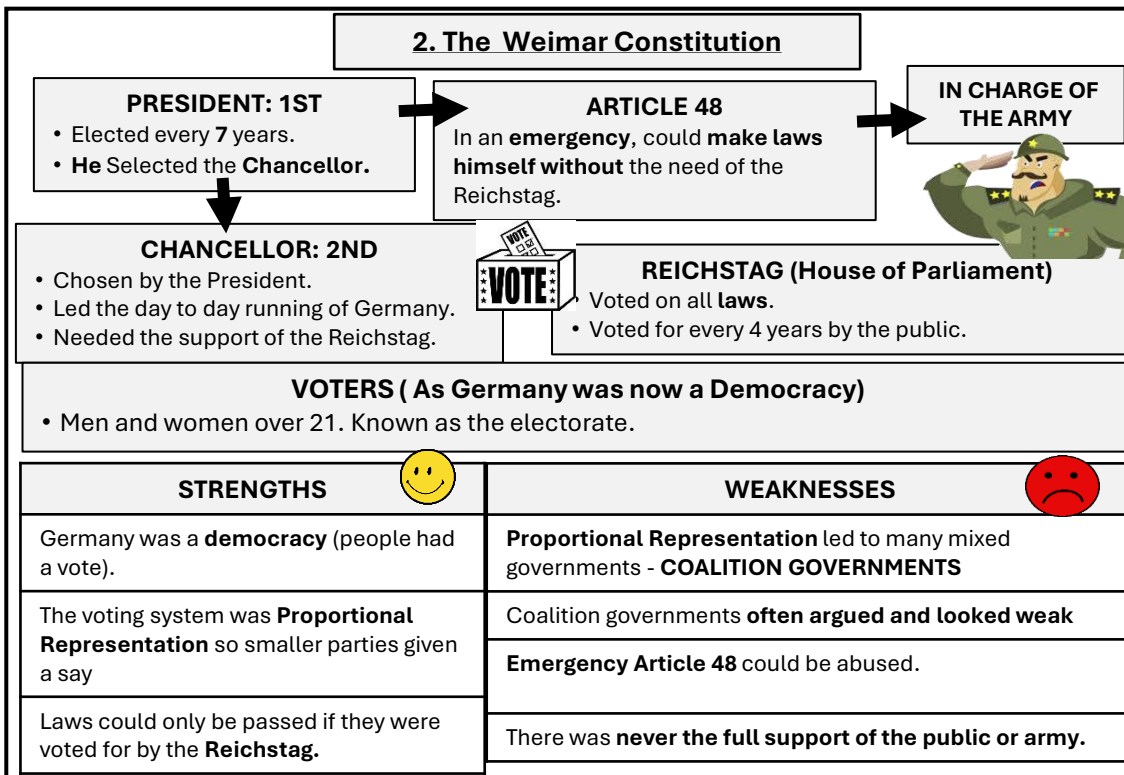 2. The Weimar Constitution
PRESIDENT: 1ST
• Elected every 7 years.
• He Selected the Chancellor.
ARTICLE 48
In an emergency, could make laws
himself without the need of the
Reichstag.
IN CHARGE OF
THE ARMY
CHANCELLOR: 2ND
• Chosen by the President.
• Led the day to day running of Germany.
• Needed the support of the Reichstag.
VOTE
VOTE
REICHSTAG (House of Parliament)
• Voted on all laws.
• Voted for every 4 years by the public.
VOTERS ( As Germany was now a Democracy)
• Men and women over 21. Known as the electorate.
STRENGTHS
Germany was a democracy (people had
a vote).
The voting system was Proportional
Representation so smaller parties given
a say
Laws could only be passed if they were
voted for by the Reichstag.
WEAKNESSES
Proportional Representation led to many mixed
governments - COALITION GOVERNMENTS
Coalition governments often argued and looked weak
Emergency Article 48 could be abused.
There was never the full support of the public or army.